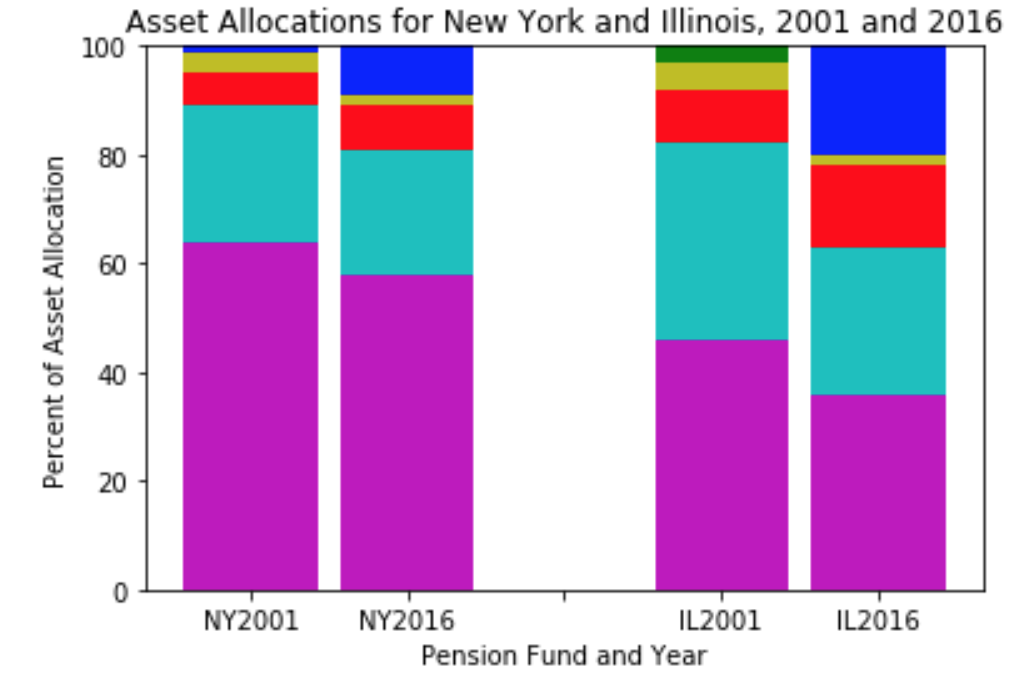 Asset Allocations for New York and Illinois, 2001 and 2016
100
80
60
40
20
0
Percent of Asset Allocation
NY2001 NY2016 IL2001 IL2016
Pension Fund and Year